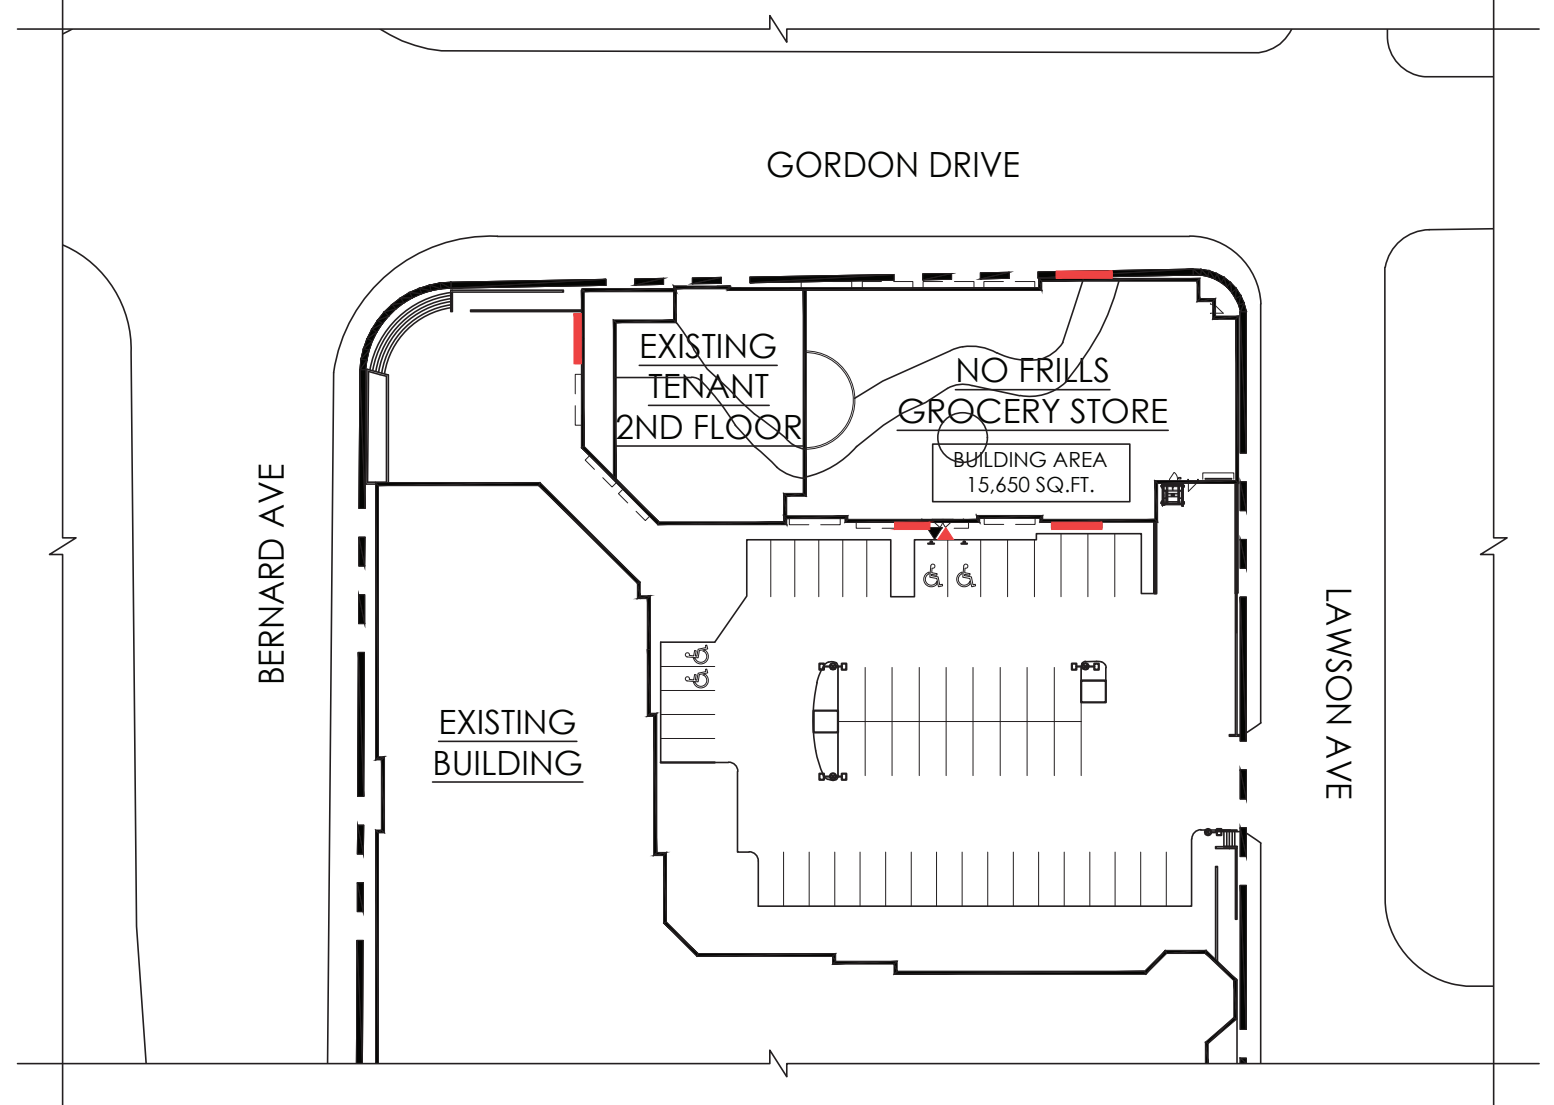 GORDON DRIVE
EXISTING
TENANT
2ND FLOOR
NO FRILLS
GROCERY STORE
BUILDING AREA
15,650 SQ.FT.
BERNARD AVE
LAWSON AVE
EXISTING
BUILDING